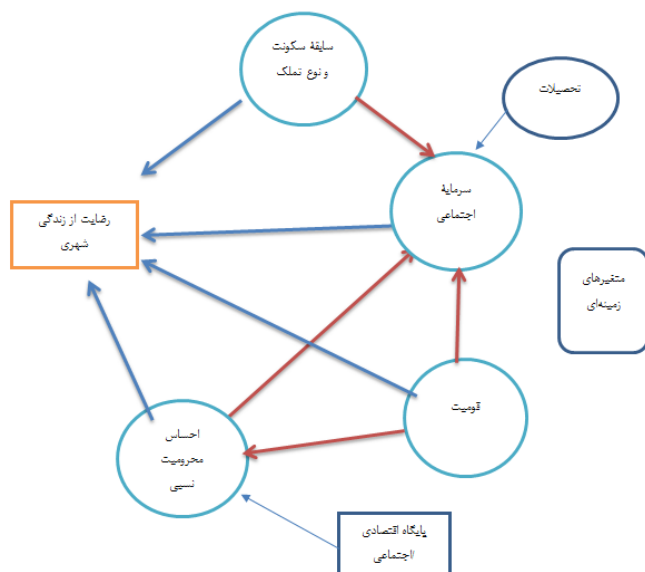 سابقهٔ سکونت
و نوع تملک
تحصیلات
سرمایهٔ
اجتماعی
رضایت از زندگی
شهری
متغیرهای
زمینه‌ای
قومیت
احساس
محرومیت
نسبی
پایگاه اقتصادی
/اجتماعی